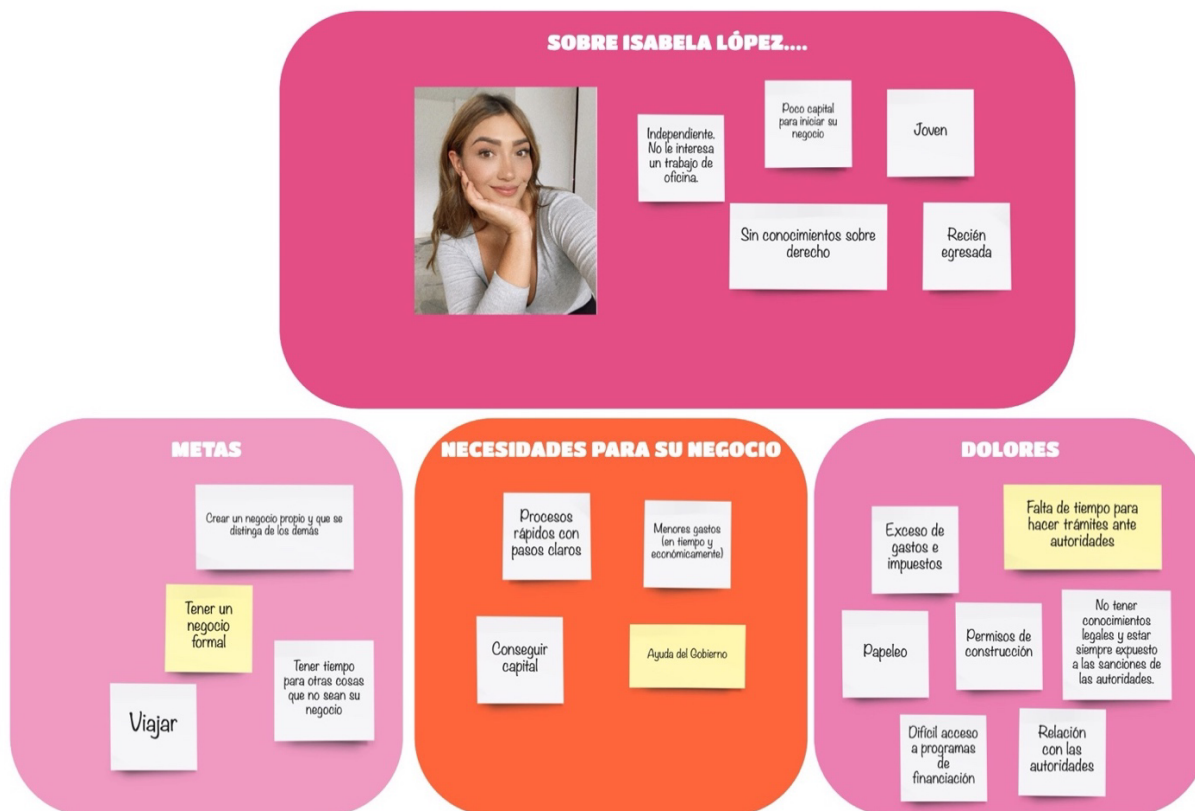 SOBRE ISABELA LÓPEZ....
Independiente.
No le interesa
un trabajo de
oficina.
Poco capital
para iniciar su
negocio
Joven
Sin conocimientos sobre
derecho
Recién
egresada
METAS
Crear un negocio propio y que se
distinga de los demás
Tener un
negocio
formal
Tener tiempo
para otras cosas
que no sean su
negocio
Viajar
NECESIDADES PARA SU NEGOCIO
Procesos
rápidos con
pasos claros
Menores gastos
(en tiempo y
económicamente)
Conseguir
capital
Ayuda del Gobierno
DOLORES
Exceso de
gastos e
impuestos
Falta de tiempo para
hacer trámites ante
autoridades
Papeleo
Permisos de
construcción
No tener
conocimientos
legales y estar
siempre expuesto
a las sanciones de
las autoridades.
Difícil acceso
a programas
de
financiación
Relación
con las
autoridades